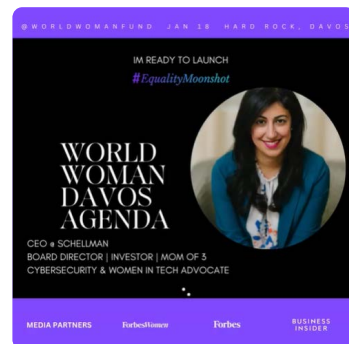 @WORLDWOMANFUND JAN 18 HARD ROCK, DAVOS
IM READY TO LAUNCH
#EqualityMoonshot
WORLD
WOMAN
DAVOS
AGENDA
CEO @ SCHELLMAN
BOARD DIRECTOR | INVESTOR | MOM OF 3
CYBERSECURITY & WOMEN IN TECH ADVOCATE
MEDIA PARTNERS
ForbesWomen
Forbes
BUSINESS
INSIDER